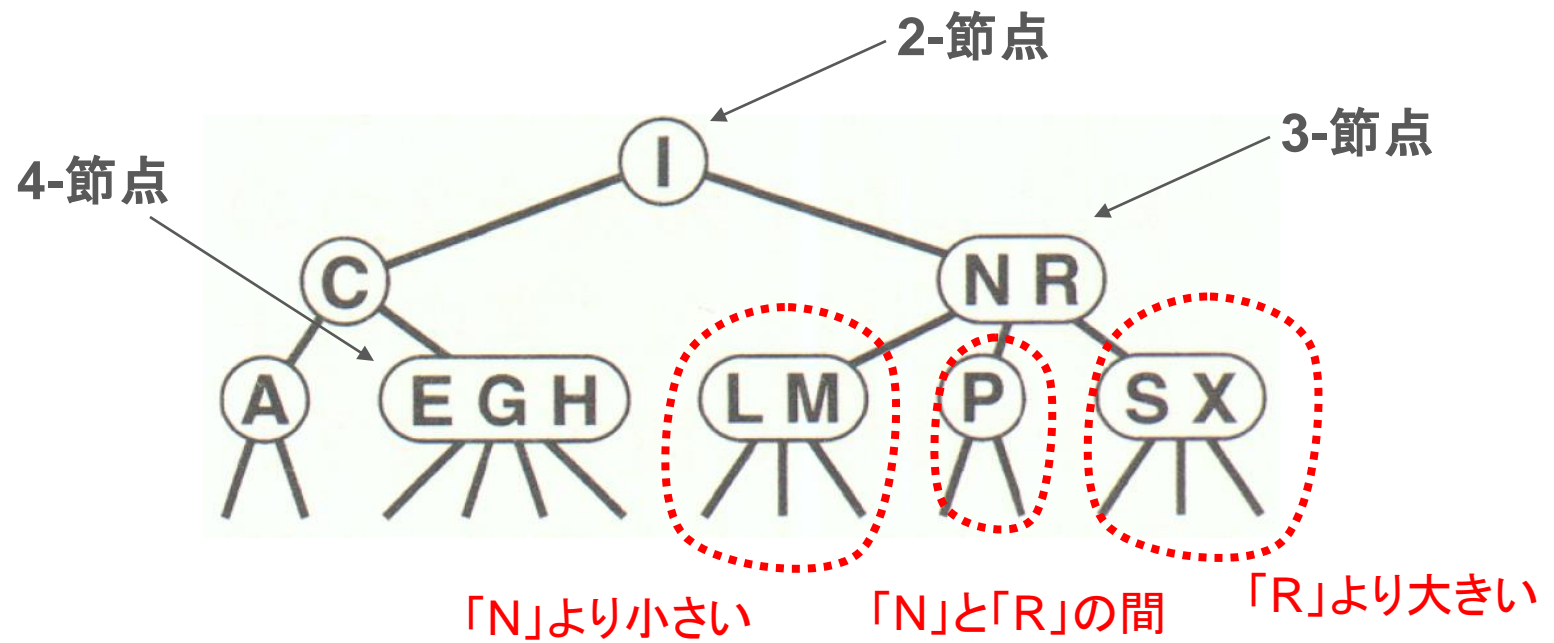 2-節点
3-節点
4-節点
I
C
N R
A
E G H
L M
P
S X
「N」より小さい
「N」と「R」の間
「R」より大きい